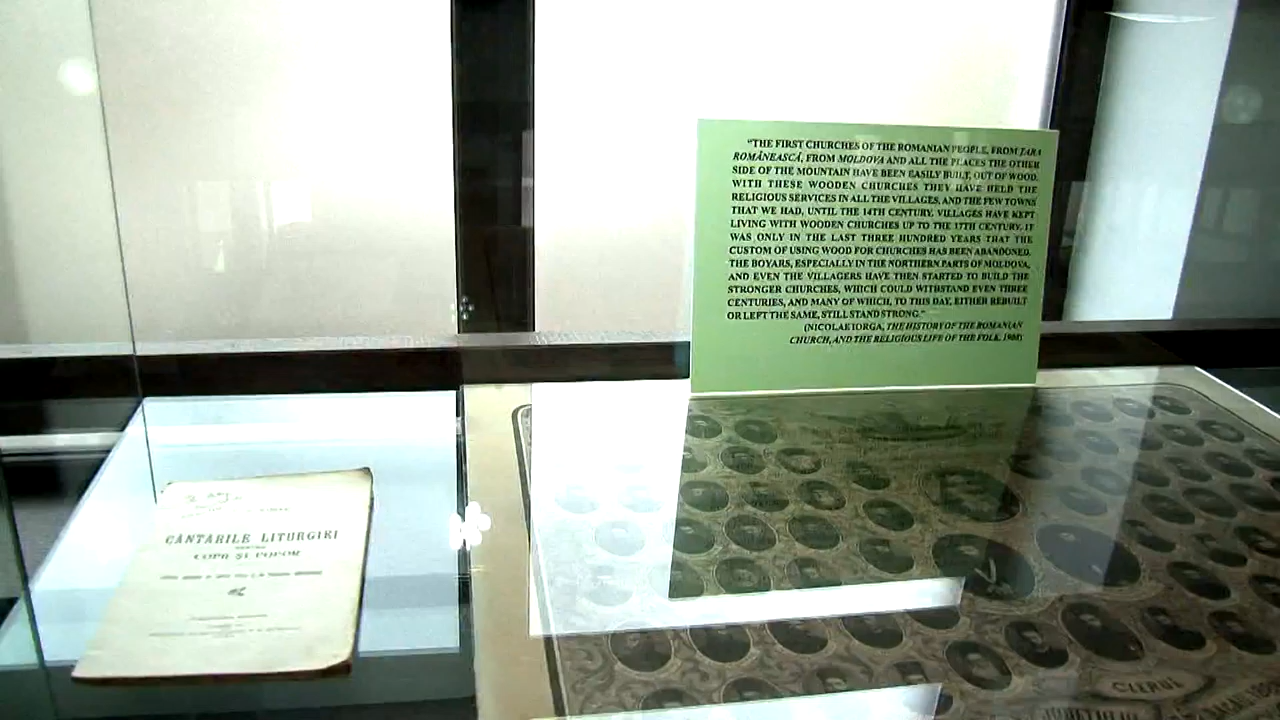 "THE FIRST CHURCHES OF THE ROMANIAN PEOPLE, FROM ȚARA
ROMÂNEASCĂ, FROM MOLDOVA AND ALL THE PLACES THE OTHER
SIDE OF THE MOUNTAIN HAVE BEEN EASILY BUILT, OUT OF WOOD.
WITH THESE WOODEN CHURCHES THEY HAVE HELD THE
RELIGIOUS SERVICES IN ALL THE VILLAGES, AND THE FEW TOWNS
THAT WE HAD, UNTIL THE 14TH CENTURY. VILLAGES HAVE KEPT
LIVING WITH WOODEN CHURCHES UP TO THE 17TH CENTURY. IT
WAS ONLY IN THE LAST THREE HUNDRED YEARS THAT THE
CUSTOM OF USING WOOD FOR CHURCHES HAS BEEN ABANDONED.
THE BOYARS, ESPECIALLY IN THE NORTHERN PARTS OF MOLDOVA,
AND EVEN THE VILLAGERS HAVE THEN STARTED TO BUILD THE
STRONGER CHURCHES, WHICH COULD WITHSTAND EVEN THREE
CENTURIES, AND MANY OF WHICH, TO THIS DAY, EITHER REBUILT
OR LEFT THE SAME, STILL STAND STRONG."
(NICOLAE IORGA, THE HISTORY OF THE ROMANIAN
CHURCH, AND THE RELIGIOUS LIFE OF THE FOLK, 1908)
CÂNTĂRILE LITURGIEI
COPII ȘI POPOR
CLERUL